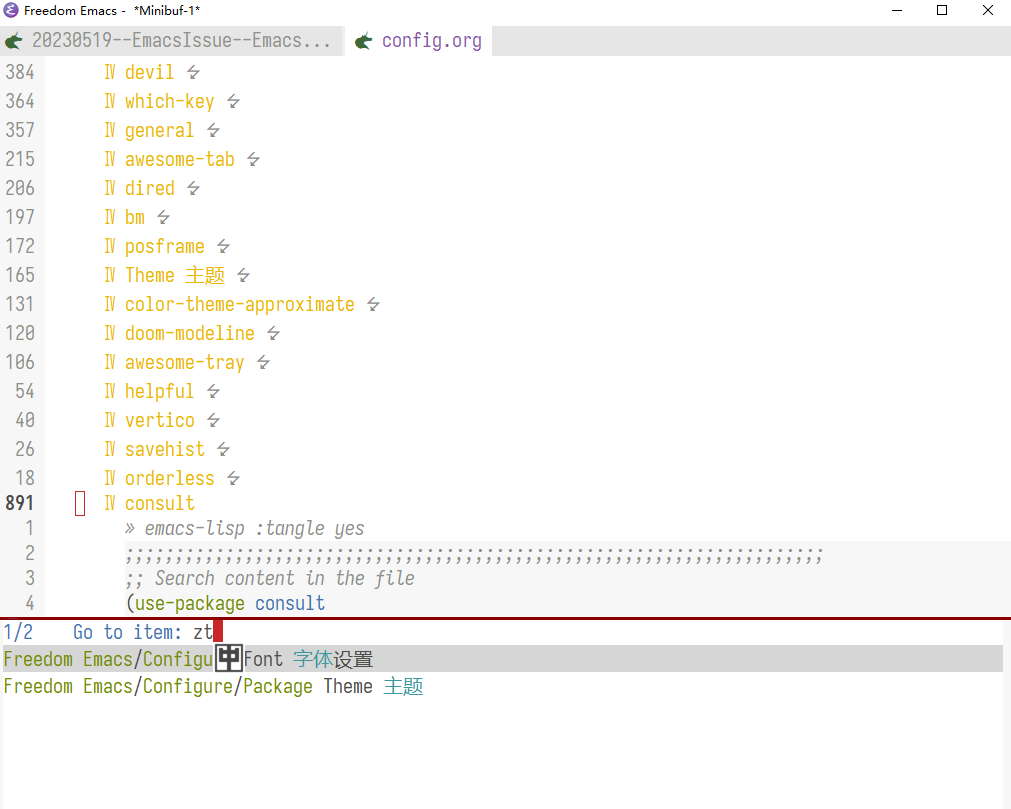 Freedom Emacs - *Minibuf-1*
20230519--EmacsIssue--Emacs... config.org
384 Ⅳ devil
364 Ⅳ which-key
357 Ⅳ general
215 Ⅳ awesome-tab
206 Ⅳ dired
197 Ⅳ bm
172 Ⅳ posframe
165 Ⅳ Theme 主题
131 Ⅳ color-theme-approximate
120 Ⅳ doom-modeline
106 Ⅳ awesome-tray
54 Ⅳ helpful
40 Ⅳ vertico
26 Ⅳ savehist
18 Ⅳ orderless
891 Ⅳ consult
1 » emacs-lisp :tangle yes
2 ;;;;;;;;;;;;;;;;;;;;;;;;;;;;;;;;;;;;;;;;;;;;;;;;;;;;;;;;;;;;;;;;;;;;;;
3 ;; Search content in the file
4 (use-package consult
1/2 Go to item: zt
Freedom Emacs/Configu中Font 字体设置
Freedom Emacs/Configure/Package Theme 主题